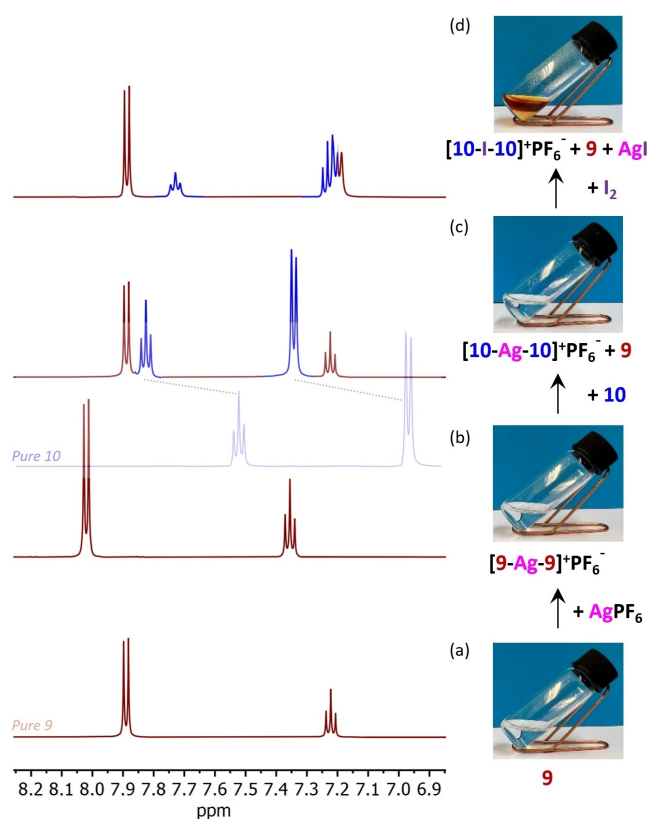 (d)
[10-I-10]⁺PF₆⁻ + 9 + AgI
+ I₂
(c)
[10-Ag-10]⁺PF₆⁻ + 9
+ 10
Pure 10
(b)
[9-Ag-9]⁺PF₆⁻
+ AgPF₆
(a)
Pure 9
9
8.2 8.1 8.0 7.9 7.8 7.7 7.6 7.5 7.4 7.3 7.2 7.1 7.0 6.9
ppm